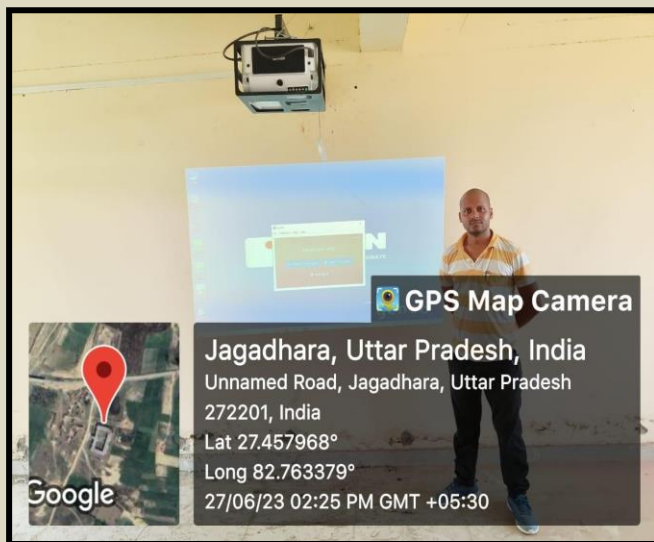 GPS Map Camera
Jagadhara, Uttar Pradesh, India
Unnamed Road, Jagadhara, Uttar Pradesh
272201, India
Lat 27.457968°
Long 82.763379°
27/06/23 02:25 PM GMT +05:30
Google